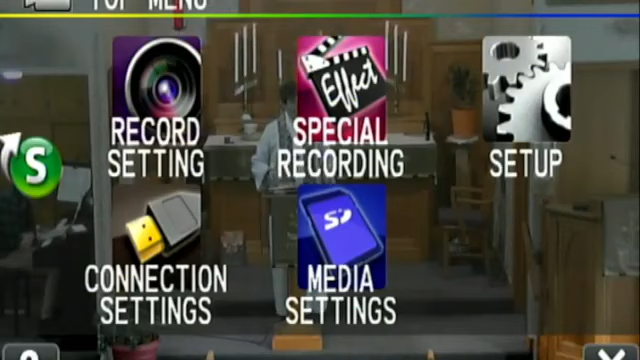 TOP MENU
Effect
RECORD
SETTING
SPECIAL
RECORDING
SETUP
S
SD
CONNECTION
SETTINGS
MEDIA
SETTINGS